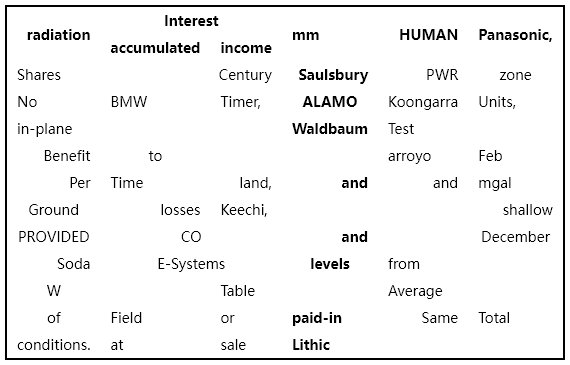 Interest
radiation mm HUMAN Panasonic,
accumulated income
Shares Century Saulsbury PWR zone
No BMW Timer, ALAMO Koongarra Units,
in-plane Waldbaum Test
Benefit to arroyo Feb
Per Time land, and and mgal
Ground losses Keechi, shallow
PROVIDED CO and December
Soda E-Systems levels from
W Table Average
of Field or paid-in Same Total
conditions. at sale Lithic